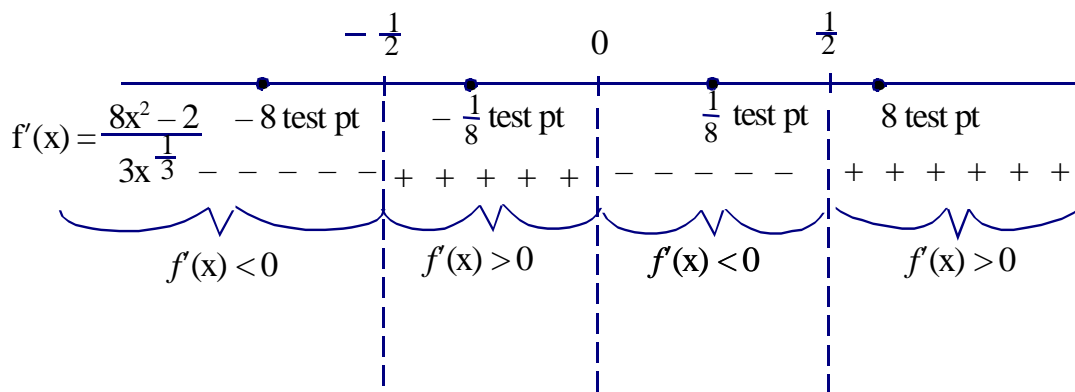 − 1/2 0 1/2
f′(x) = (8x² − 2)/(3x^(1/3)) − 8 test pt − 1/8 test pt 1/8 test pt 8 test pt
− − − − − + + + + + − − − − − + + + + + +
f′(x) < 0 f′(x) > 0 f′(x) < 0 f′(x) > 0